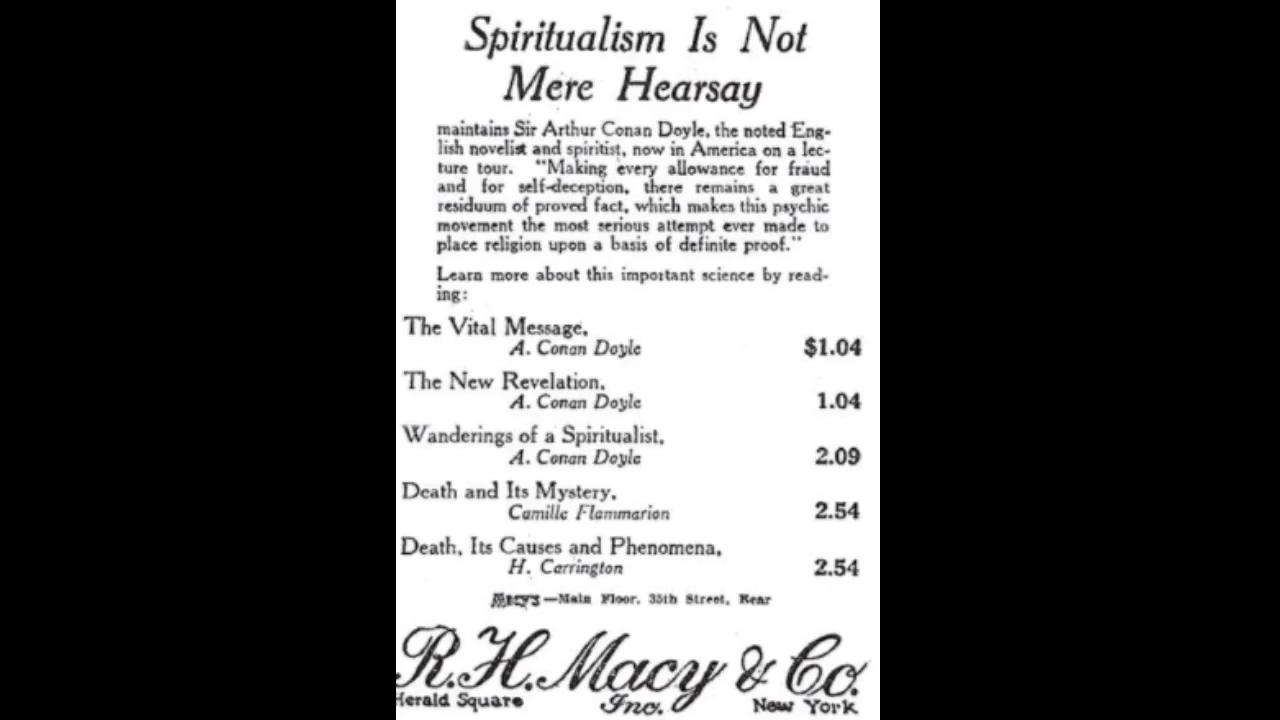 Spiritualism Is Not
Mere Hearsay
maintains Sir Arthur Conan Doyle, the noted Eng-
lish novelist and spiritist, now in America on a lec-
ture tour. "Making every allowance for fraud
and for self-deception, there remains a great
residuum of proved fact, which makes this psychic
movement the most serious attempt ever made to
place religion upon a basis of definite proof."
Learn more about this important science by read-
ing:
The Vital Message,
A. Conan Doyle $1.04
The New Revelation,
A. Conan Doyle 1.04
Wanderings of a Spiritualist,
A. Conan Doyle 2.09
Death and Its Mystery,
Camille Flammarion 2.54
Death, Its Causes and Phenomena,
H. Carrington 2.54
Macy's—Main Floor, 35th Street, Rear
R.H. Macy & Co.
Herald Square Inc. New York